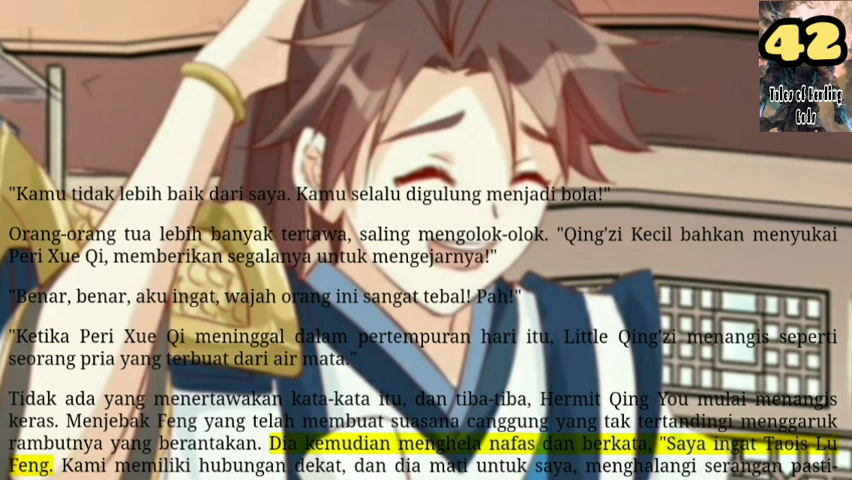 42
Tales of Herding
Gods
"Kamu tidak lebih baik dari saya. Kamu selalu digulung menjadi bola!"
Orang-orang tua lebih banyak tertawa, saling mengolok-olok. "Qing'zi Kecil bahkan menyukai
Peri Xue Qi, memberikan segalanya untuk mengejarnya!"
"Benar, benar, aku ingat, wajah orang ini sangat tebal! Pah!"
"Ketika Peri Xue Qi meninggal dalam pertempuran hari itu, Little Qing'zi menangis seperti
seorang pria yang terbuat dari air mata."
Tidak ada yang menertawakan kata-kata itu, dan tiba-tiba, Hermit Qing You mulai menangis
keras. Menjebak Feng yang telah membuat suasana canggung yang tak tertandingi menggaruk
rambutnya yang berantakan. Dia kemudian menghela nafas dan berkata, "Saya ingat Taois Lu
Feng. Kami memiliki hubungan dekat, dan dia mati untuk saya, menghalangi serangan pasti-